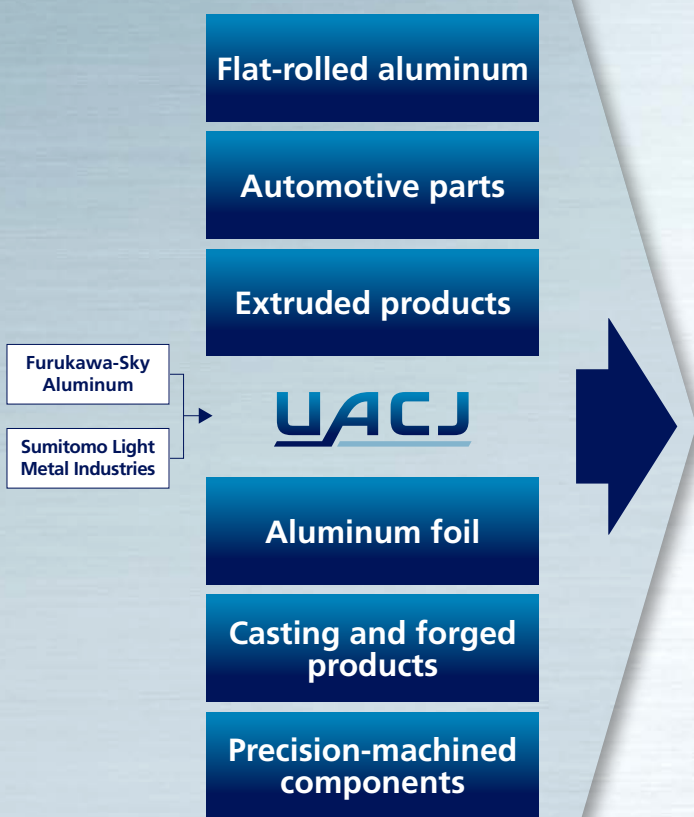 Flat-rolled aluminum
Automotive parts
Extruded products
Furukawa-Sky
Aluminum
Sumitomo Light
Metal Industries
UACJ
Aluminum foil
Casting and forged
products
Precision-machined
components